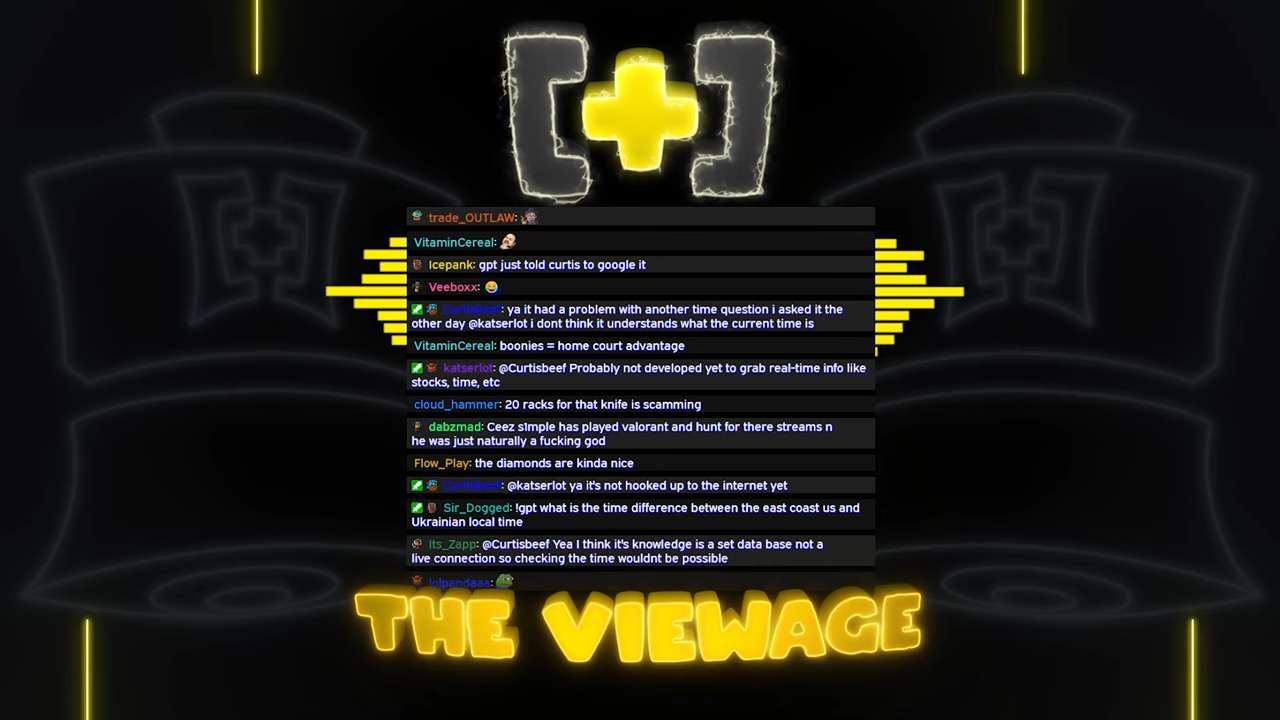 trade_OUTLAW:
VitaminCereal:
Icepank: gpt just told curtis to google it
Veeboxx:
Curtisbeef: ya it had a problem with another time question i asked it the
other day @katserlot i dont think it understands what the current time is
VitaminCereal: boonies = home court advantage
katserlol: @Curtisbeef Probably not developed yet to grab real-time info like
stocks, time, etc
cloud_hammer: 20 racks for that knife is scamming
dabzmad: Ceez s1mple has played valorant and hunt for there streams n
he was just naturally a fucking god
Flow_Play: the diamonds are kinda nice
Curtisbeef: @katserlot ya it's not hooked up to the internet yet
Sir_Dogged: !gpt what is the time difference between the east coast us and
Ukrainian local time
Its_Zapp: @Curtisbeef Yea I think it's knowledge is a set data base not a
live connection so checking the time wouldnt be possible
lolpandaaa:
THE VIEWAGE